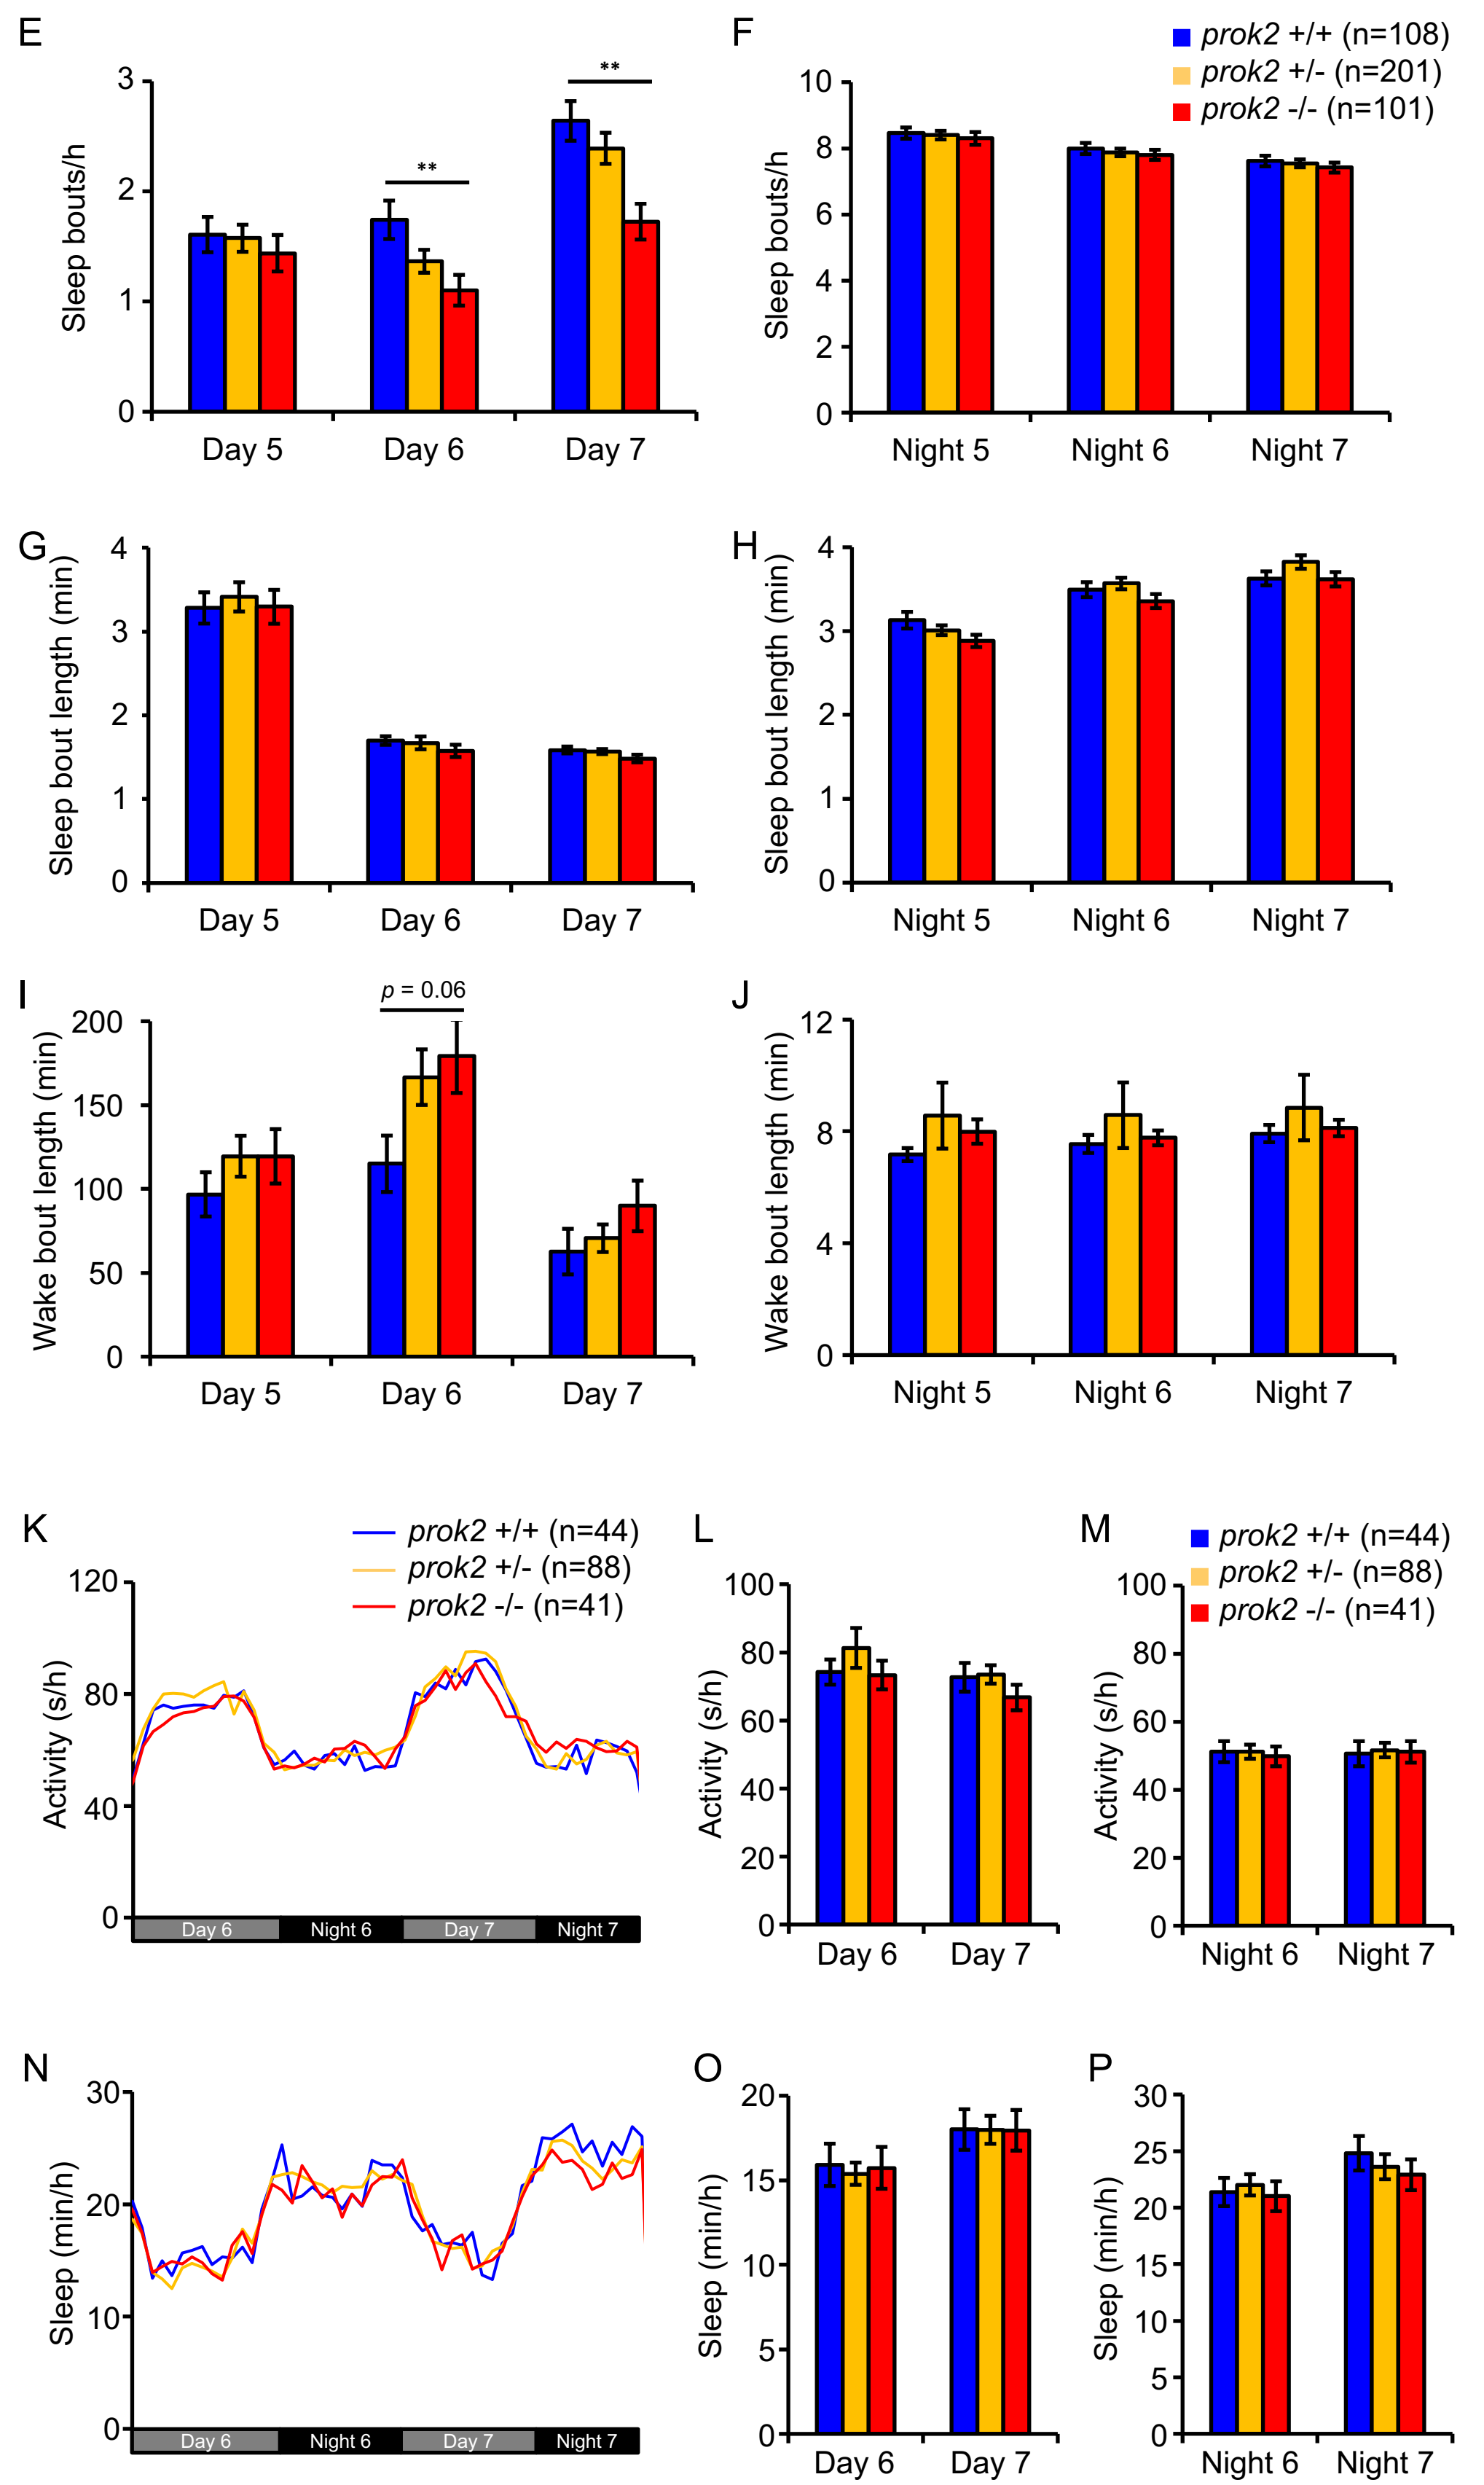 E
Sleep bouts/h
3
2
1
0
**
**
Day 5 Day 6 Day 7
F
prok2 +/+ (n=108)
prok2 +/- (n=201)
prok2 -/- (n=101)
Sleep bouts/h
10
8
6
4
2
0
Night 5 Night 6 Night 7
G
Sleep bout length (min)
4
3
2
1
0
Day 5 Day 6 Day 7
H
Sleep bout length (min)
4
3
2
1
0
Night 5 Night 6 Night 7
I
Wake bout length (min)
p = 0.06
200
150
100
50
0
Day 5 Day 6 Day 7
J
Wake bout length (min)
12
8
4
0
Night 5 Night 6 Night 7
K
prok2 +/+ (n=44)
prok2 +/- (n=88)
prok2 -/- (n=41)
Activity (s/h)
120
80
40
0
Day 6 Night 6 Day 7 Night 7
L
Activity (s/h)
100
80
60
40
20
0
Day 6 Day 7
M
prok2 +/+ (n=44)
prok2 +/- (n=88)
prok2 -/- (n=41)
Activity (s/h)
100
80
60
40
20
0
Night 6 Night 7
N
Sleep (min/h)
30
20
10
0
Day 6 Night 6 Day 7 Night 7
O
Sleep (min/h)
20
15
10
5
0
Day 6 Day 7
P
Sleep (min/h)
30
25
20
15
10
5
0
Night 6 Night 7